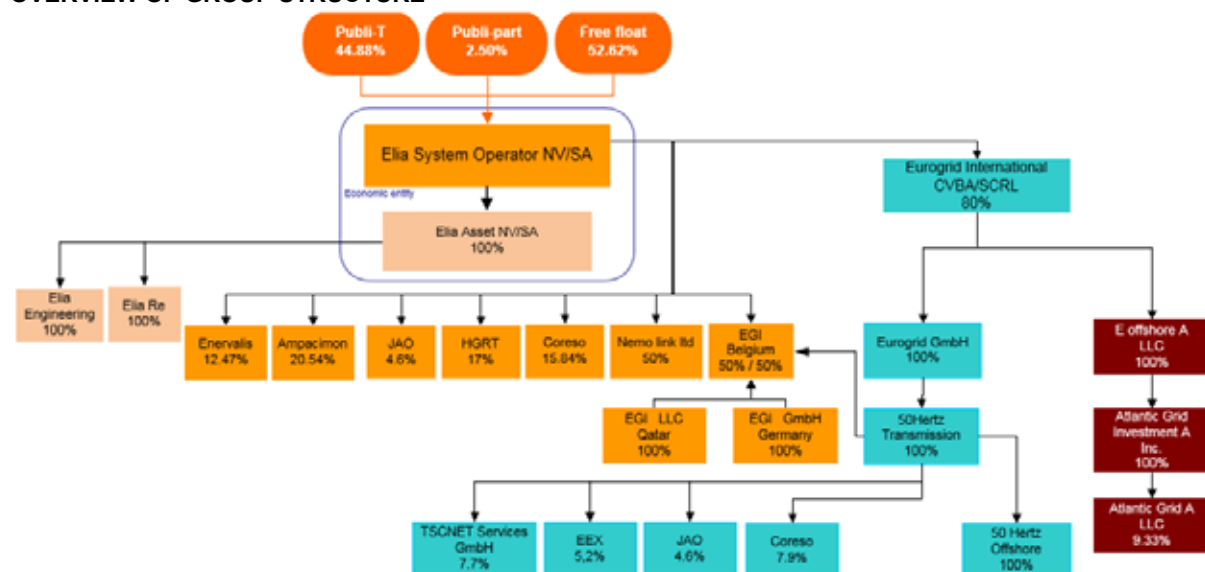 OVERVIEW OF GROUP STRUCTURE
Publi-T
44.88%
Publi-part
2.50%
Free float
52.62%
Elia System Operator NV/SA
Economic entity
Elia Asset NV/SA
100%
Eurogrid International
CVBA/SCRL
80%
Elia
Engineering
100%
Elia Re
100%
Enervalis
12.47%
Ampacimon
20.54%
JAO
4.6%
HGRT
17%
Coreso
15.84%
Nemo link ltd
50%
EGI
Belgium
50% / 50%
Eurogrid GmbH
100%
E offshore A
LLC
100%
EGI LLC
Qatar
100%
EGI GmbH
Germany
100%
50Hertz
Transmission
100%
Atlantic Grid
Investment A
Inc.
100%
TSCNET Services
GmbH
7.7%
EEX
5,2%
JAO
4.6%
Coreso
7.9%
50 Hertz
Offshore
100%
Atlantic Grid A
LLC
9.33%